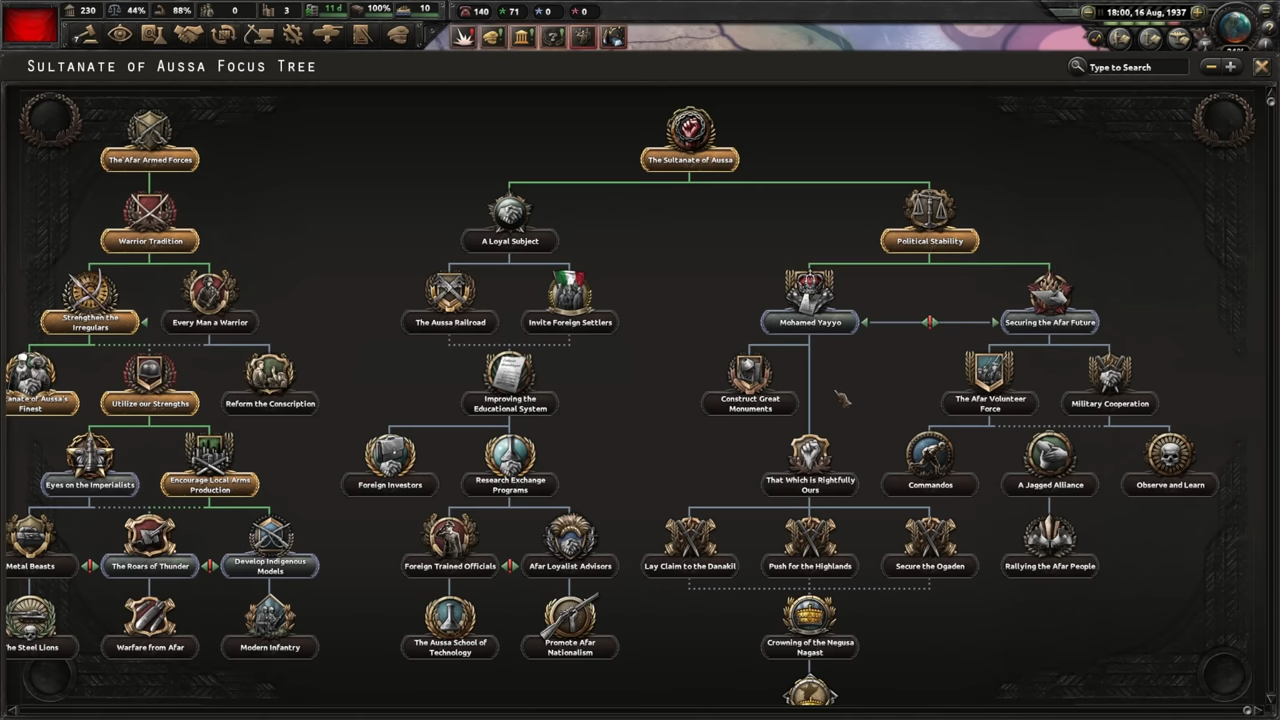 230
44%
88%
0
3
11 d
100%
10
140
71
0
0
18:00, 16 Aug, 1937
Sultanate of Aussa Focus Tree
Type to Search
The Afar Armed Forces
The Sultanate of Aussa
Warrior Tradition
A Loyal Subject
Political Stability
Strengthen the
Irregulars
Every Man a Warrior
The Aussa Railroad
Invite Foreign Settlers
Mohamed Yayyo
Securing the Afar Future
anate of Aussa's
Finest
Utilize our Strengths
Reform the Conscription
Improving the
Educational System
Construct Great
Monuments
The Afar Volunteer
Force
Military Cooperation
Eyes on the Imperialists
Encourage Local Arms
Production
Foreign Investors
Research Exchange
Programs
That Which is Rightfully
Ours
Commandos
A Jagged Alliance
Observe and Learn
Metal Beasts
The Roars of Thunder
Develop Indigenous
Models
Foreign Trained Officials
Afar Loyalist Advisors
Lay Claim to the Danakil
Push for the Highlands
Secure the Ogaden
Rallying the Afar People
The Steel Lions
Warfare from Afar
Modern Infantry
The Aussa School of
Technology
Promote Afar
Nationalism
Crowning of the Negusa
Nagast